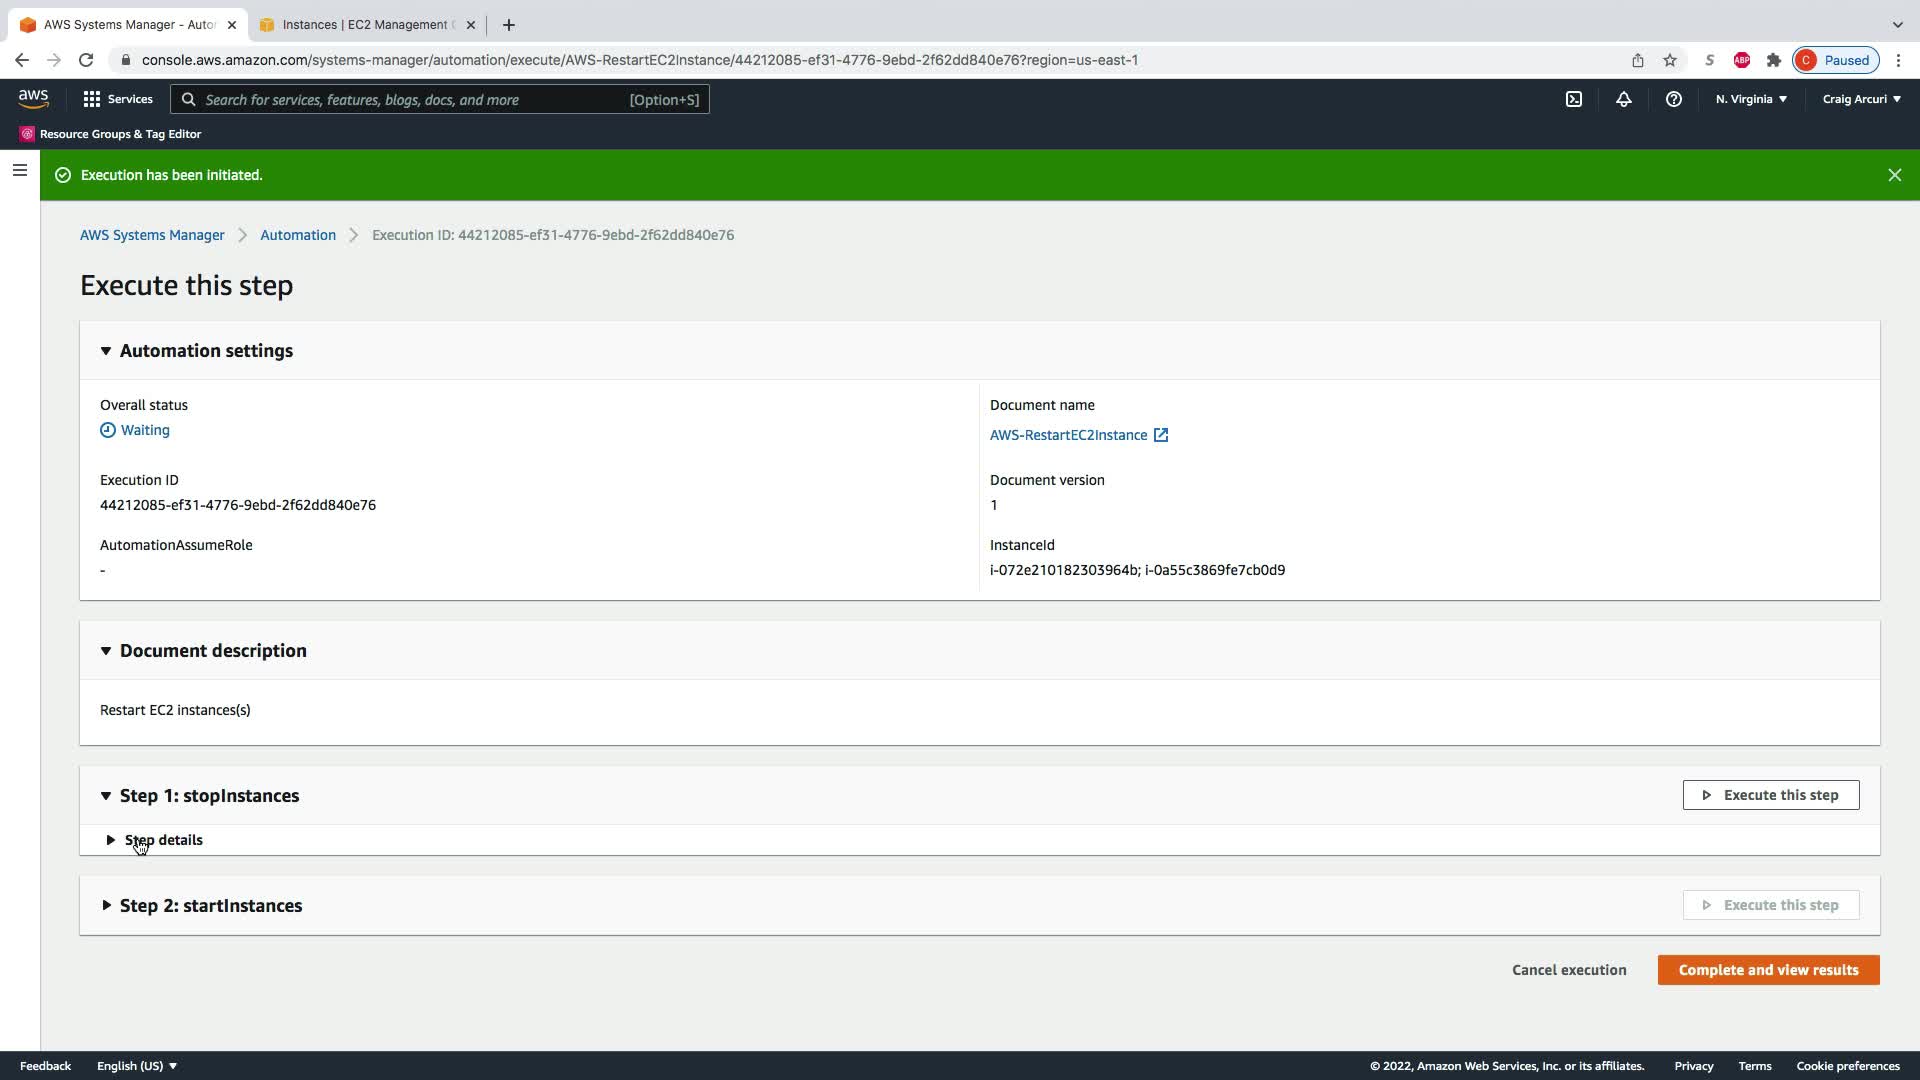 AWS Systems Manager - Auto
Instances | EC2 Management
console.aws.amazon.com/systems-manager/automation/execute/AWS-RestartEC2Instance/44212085-ef31-4776-9ebd-2f62dd840e76?region=us-east-1
S
ABP
C
Paused
aws
Services
Search for services, features, blogs, docs, and more
[Option+S]
N. Virginia
Craig Arcuri
Resource Groups & Tag Editor
Execution has been initiated.
AWS Systems Manager
Automation
Execution ID: 44212085-ef31-4776-9ebd-2f62dd840e76
Execute this step
Automation settings
Overall status
Waiting
Document name
AWS-RestartEC2Instance
Execution ID
44212085-ef31-4776-9ebd-2f62dd840e76
Document version
1
AutomationAssumeRole
-
InstanceId
i-072e210182303964b; i-0a55c3869fe7cb0d9
Document description
Restart EC2 instances(s)
Step 1: stopInstances
Execute this step
Step details
Step 2: startInstances
Execute this step
Cancel execution
Complete and view results
Feedback
English (US)
© 2022, Amazon Web Services, Inc. or its affiliates.
Privacy
Terms
Cookie preferences